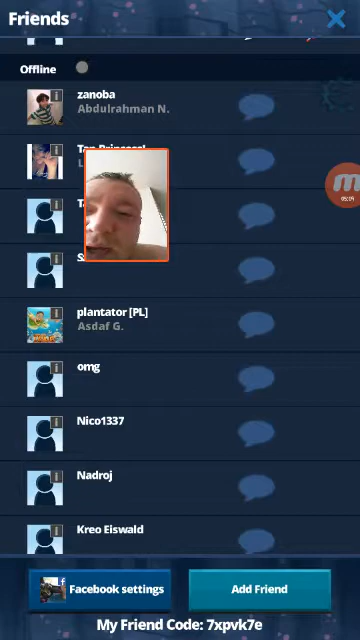 Friends
Offline
zanoba
Abdulrahman N.
plantator [PL]
Asdaf G.
omg
Nico1337
Nadroj
Kreo Eiswald
Facebook settings
Add Friend
My Friend Code: 7xpvk7e